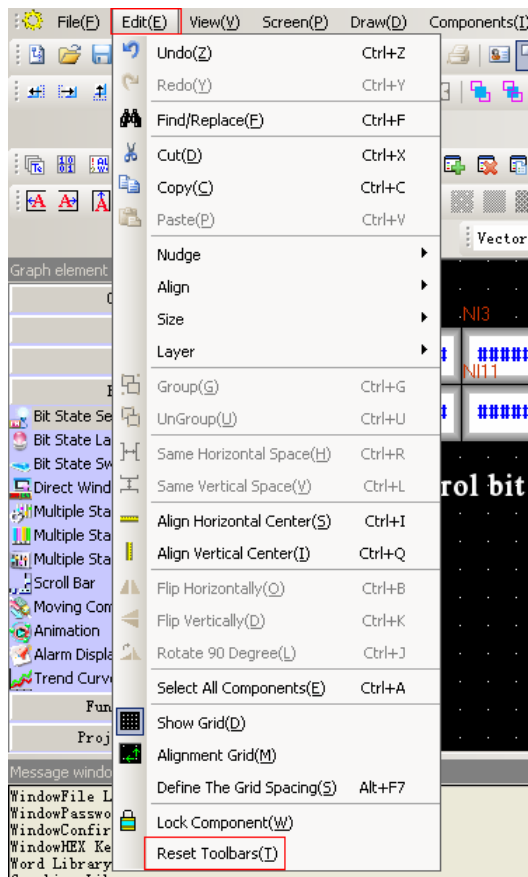 File(F) Edit(E) View(V) Screen(P) Draw(D) Components(I)
Undo(Z) Ctrl+Z
Redo(Y) Ctrl+Y
Find/Replace(F) Ctrl+F
Cut(D) Ctrl+X
Copy(C) Ctrl+C
Paste(P) Ctrl+V
Nudge
Align
Size
Layer
Group(G) Ctrl+G
UnGroup(U) Ctrl+U
Same Horizontal Space(H) Ctrl+R
Same Vertical Space(V) Ctrl+L
Align Horizontal Center(S) Ctrl+I
Align Vertical Center(I) Ctrl+Q
Flip Horizontally(O) Ctrl+B
Flip Vertically(D) Ctrl+K
Rotate 90 Degree(L) Ctrl+J
Select All Components(E) Ctrl+A
Show Grid(D)
Alignment Grid(M)
Define The Grid Spacing(S) Alt+F7
Lock Component(W)
Reset Toolbars(T)
Vector
Graph element
Bit State Se
Bit State La
Bit State Sw
Direct Wind
Multiple Sta
Multiple Sta
Multiple Sta
Scroll Bar
Moving Com
Animation
Alarm Displa
Trend Curv
Fun
Proj
NI3
#####
NI11
#####
rol bit
Message windo
WindowFile L
WindowPasswo
WindowConfir
WindowHEX Ke
Word Library